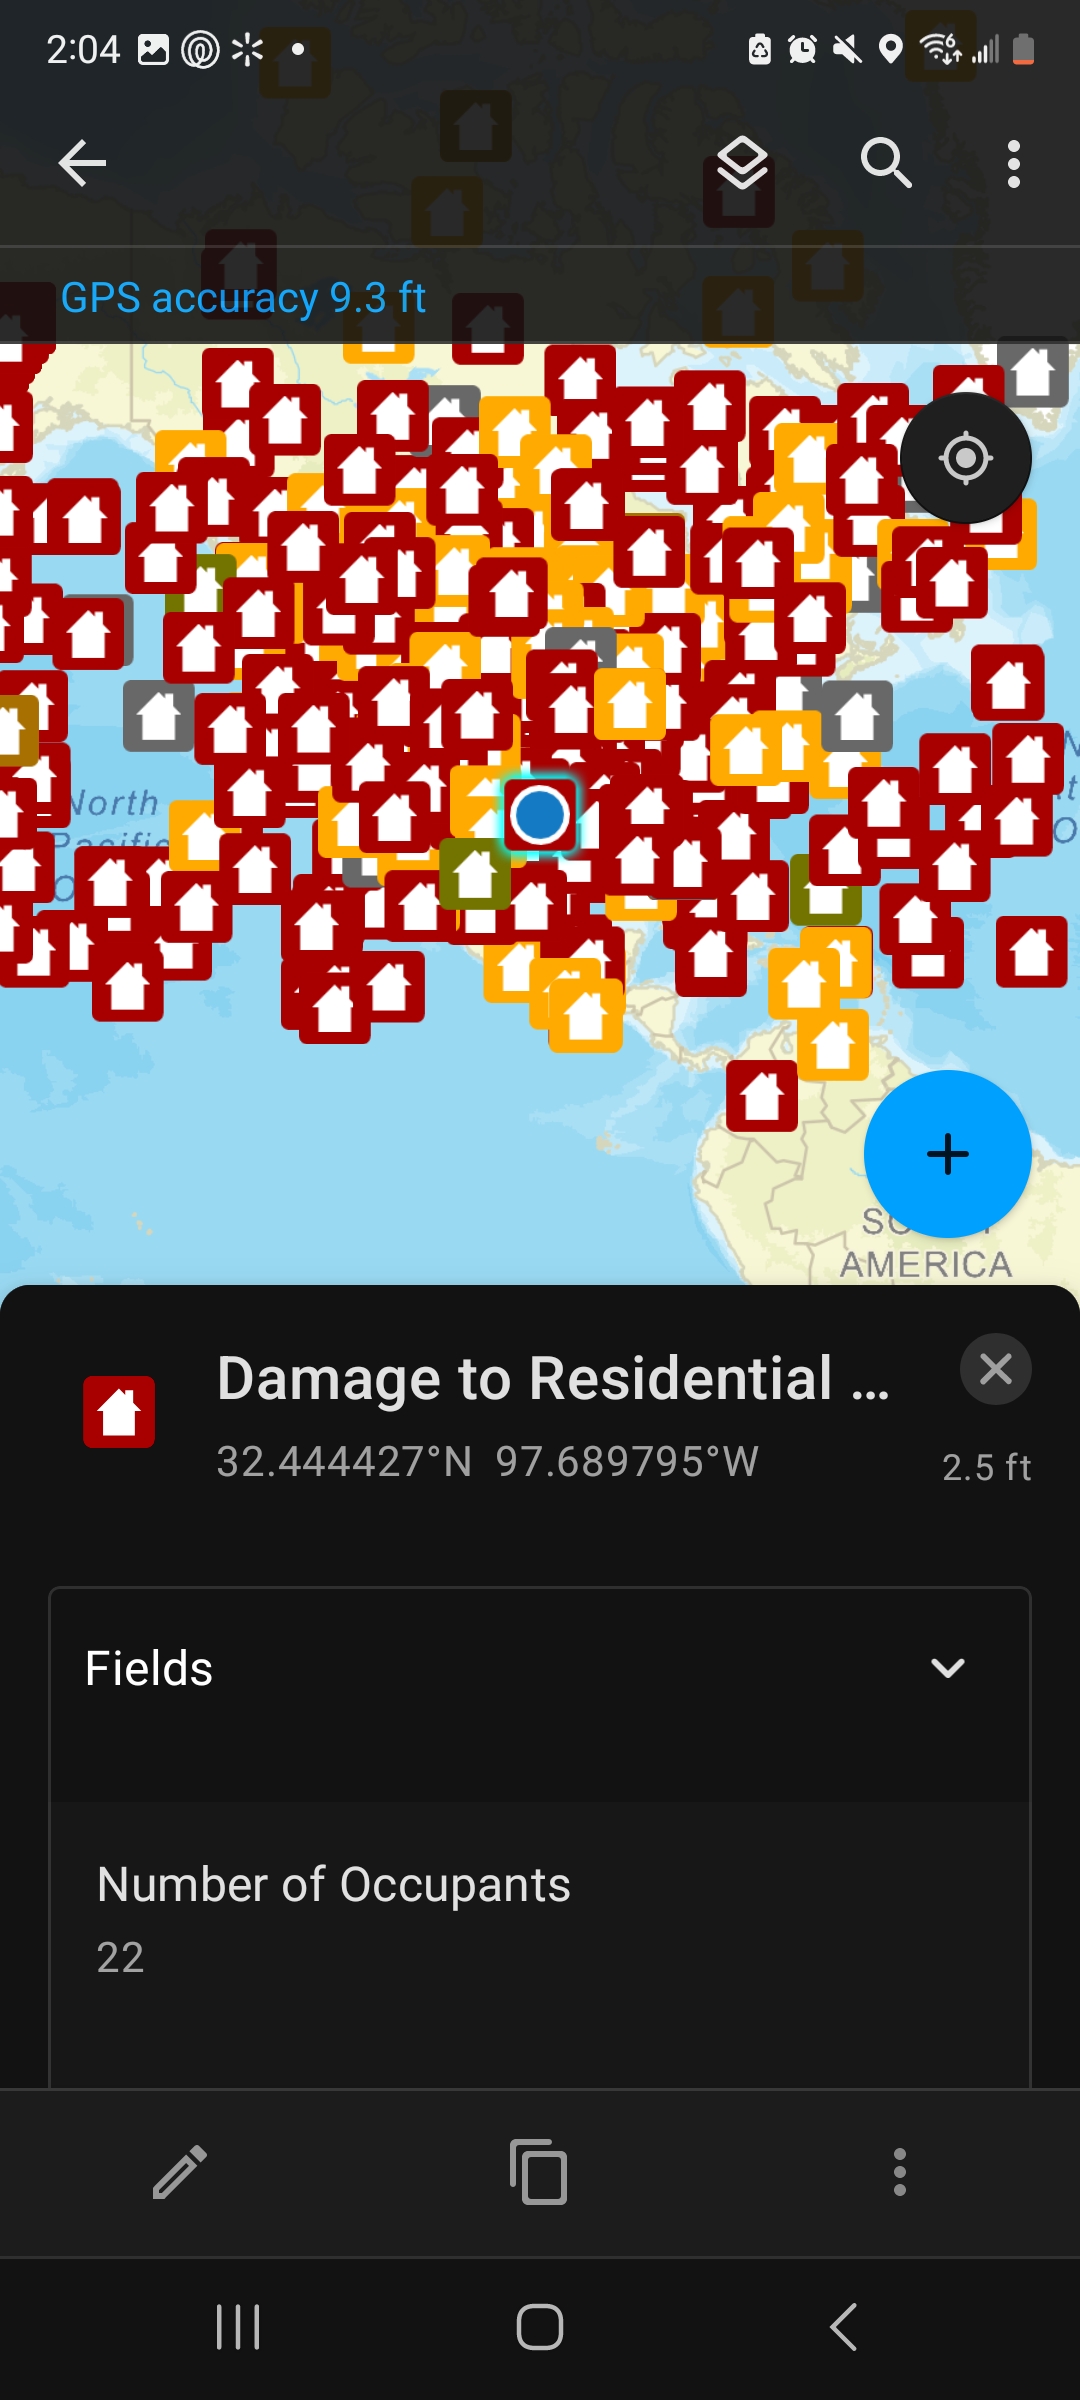 2:04
GPS accuracy 9.3 ft
North
Pacific
AMERICA
Damage to Residential ...
32.444427°N 97.689795°W
2.5 ft
Fields
Number of Occupants
22